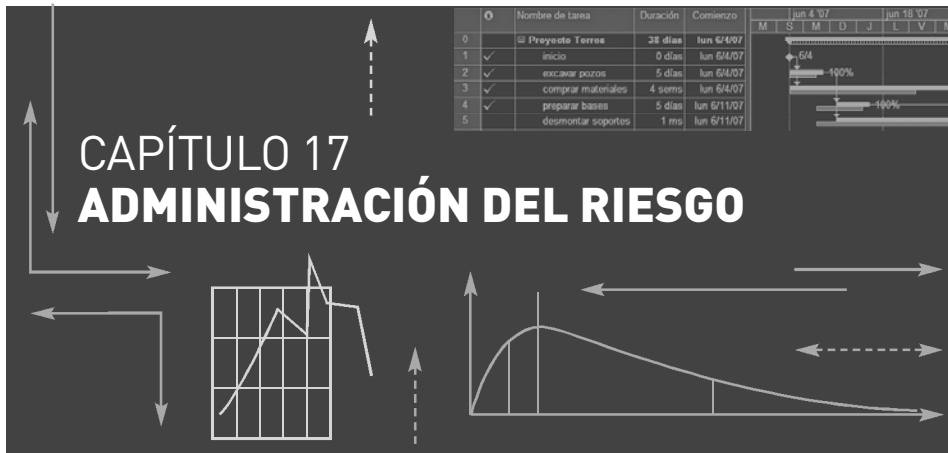 Nombre de tarea Duración Comienzo jun 4 '07 jun 18 '07
M S M D J L V
0 Proyecto Torres 38 días lun 6/4/07
1 inicio 0 días lun 6/4/07 6/4
2 excavar pozos 5 días lun 6/4/07 100%
3 comprar materiales 4 sems lun 6/4/07
4 preparar bases 5 días lun 6/11/07 100%
5 desmontar soportes 1 ms lun 6/11/07
CAPÍTULO 17
ADMINISTRACIÓN DEL RIESGO